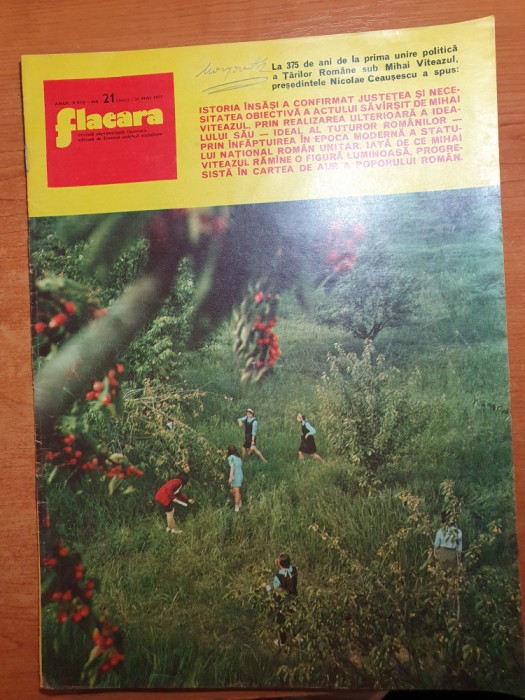 La 375 de ani de la prima unire politică
a Țărilor Române sub Mihai Viteazul,
președintele Nicolae Ceaușescu a spus:
ISTORIA ÎNSĂȘI A CONFIRMAT JUSTEȚEA ȘI NECE-
SITATEA OBIECTIVĂ A ACTULUI SĂVÎRȘIT DE MIHAI
VITEAZUL, PRIN REALIZAREA ULTERIOARĂ A IDEA-
LULUI SĂU — IDEAL AL TUTUROR ROMÂNILOR —
PRIN ÎNFĂPTUIREA ÎN EPOCA MODERNĂ A STATU-
LUI NAȚIONAL ROMÂN UNITAR. IATĂ DE CE MIHAI
VITEAZUL RĂMÎNE O FIGURĂ LUMINOASĂ, PROGRE-
SISTĂ ÎN CARTEA DE AUR A POPORULUI ROMÂN.
21
flacăra